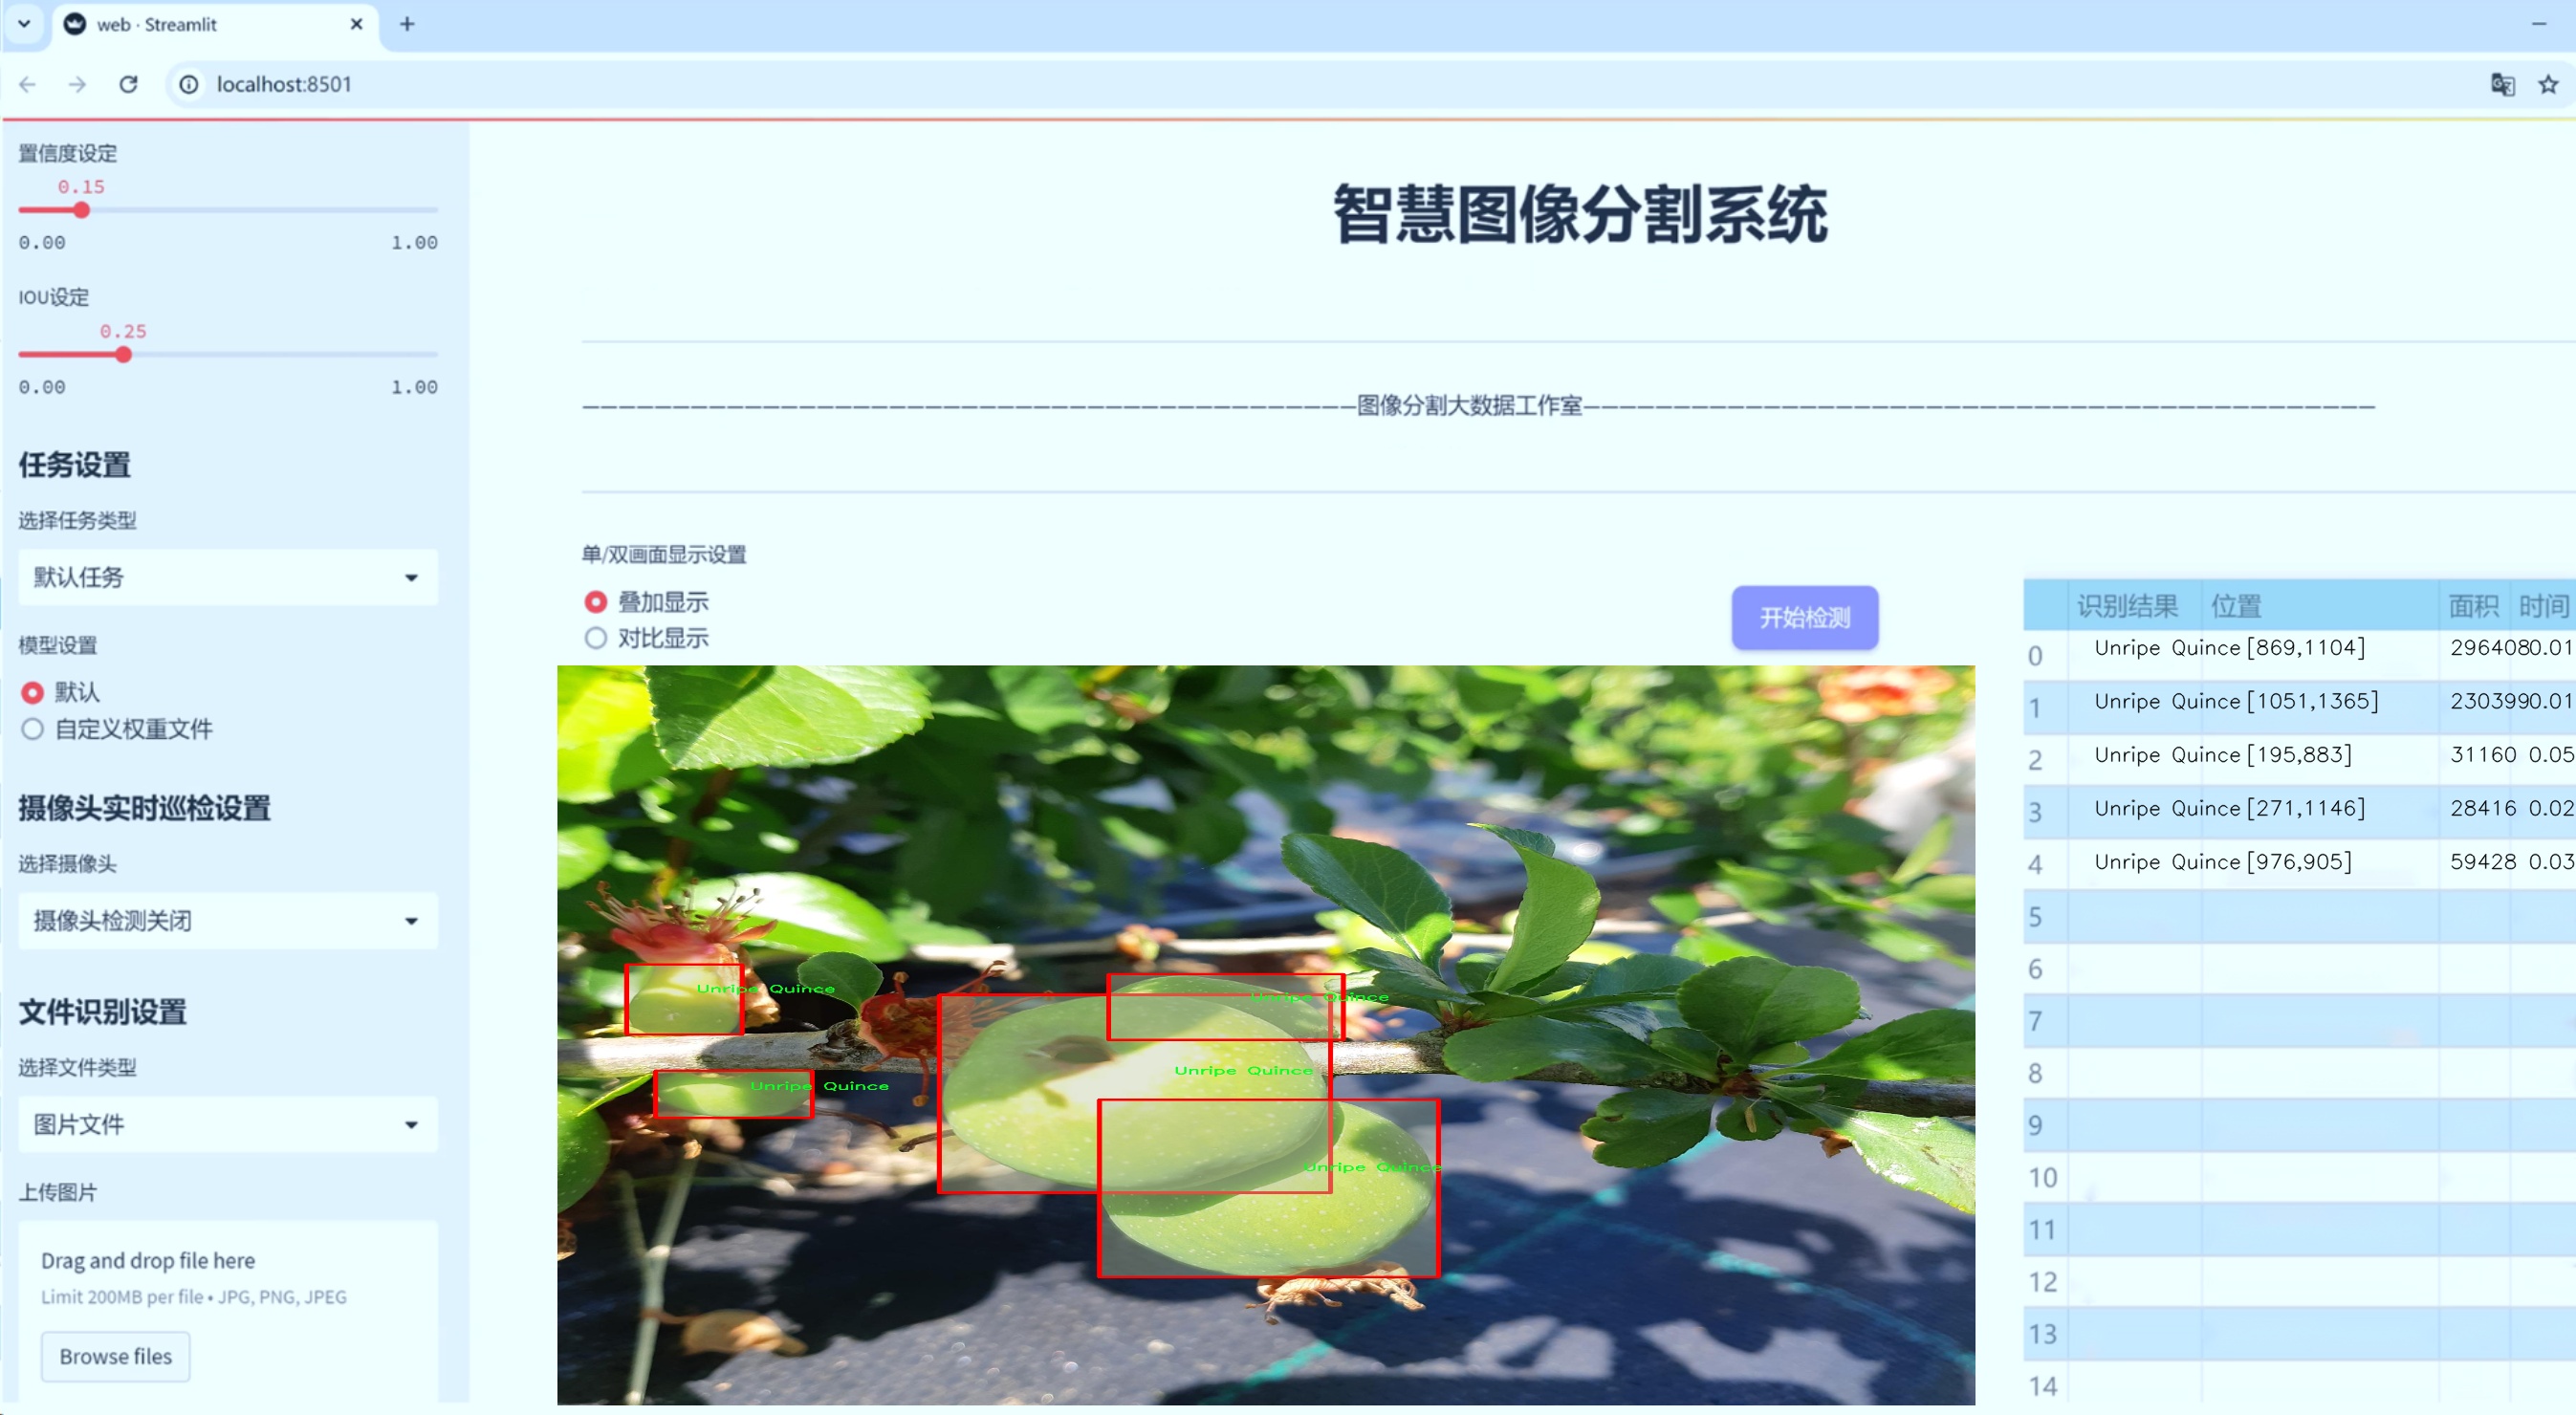 web · Streamlit
localhost:8501
置信度设定
0.15
0.00 1.00
IOU设定
0.25
0.00 1.00
任务设置
选择任务类型
默认任务
模型设置
默认
自定义权重文件
摄像头实时巡检设置
选择摄像头
摄像头检测关闭
文件识别设置
选择文件类型
图片文件
上传图片
Drag and drop file here
Limit 200MB per file • JPG, PNG, JPEG
Browse files
智慧图像分割系统
图像分割大数据工作室
单/双画面显示设置
叠加显示
对比显示
开始检测
Unripe Quince
Unripe Quince
Unripe Quince
Unripe Quince
Unripe Quince
识别结果 位置 面积 时间
0 Unripe Quince [869,1104] 2964080.01
1 Unripe Quince [1051,1365] 2303990.01
2 Unripe Quince [195,883] 31160 0.05
3 Unripe Quince [271,1146] 28416 0.02
4 Unripe Quince [976,905] 59428 0.03
5
6
7
8
9
10
11
12
13
14